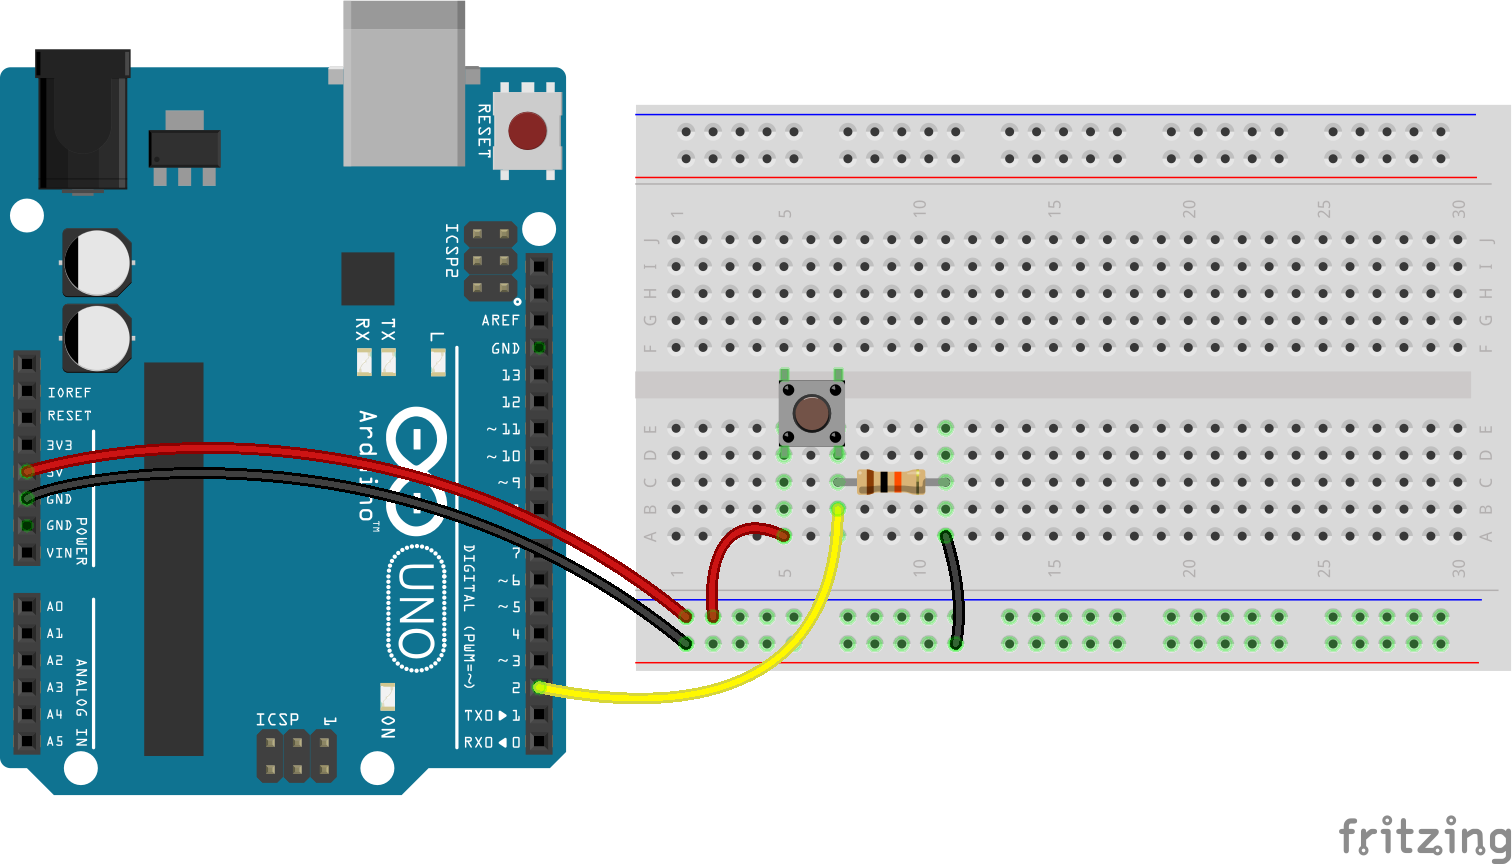 RESET
ICSP2
AREF
GND
RX
TX
L
13
12
~11
~10
~9
7
~6
~5
4
~3
2
TX0 1
RX0 0
DIGITAL (PWM=~)
IOREF
RESET
3V3
5V
GND
GND
VIN
POWER
A0
A1
A2
A3
A4
A5
ANALOG IN
Arduino™
UNO
ICSP
1
ON
1 5 10 15 20 25 30
J J
I I
H H
G G
F F
E E
D D
C C
B B
A A
1 5 10 15 20 25 30
fritzing